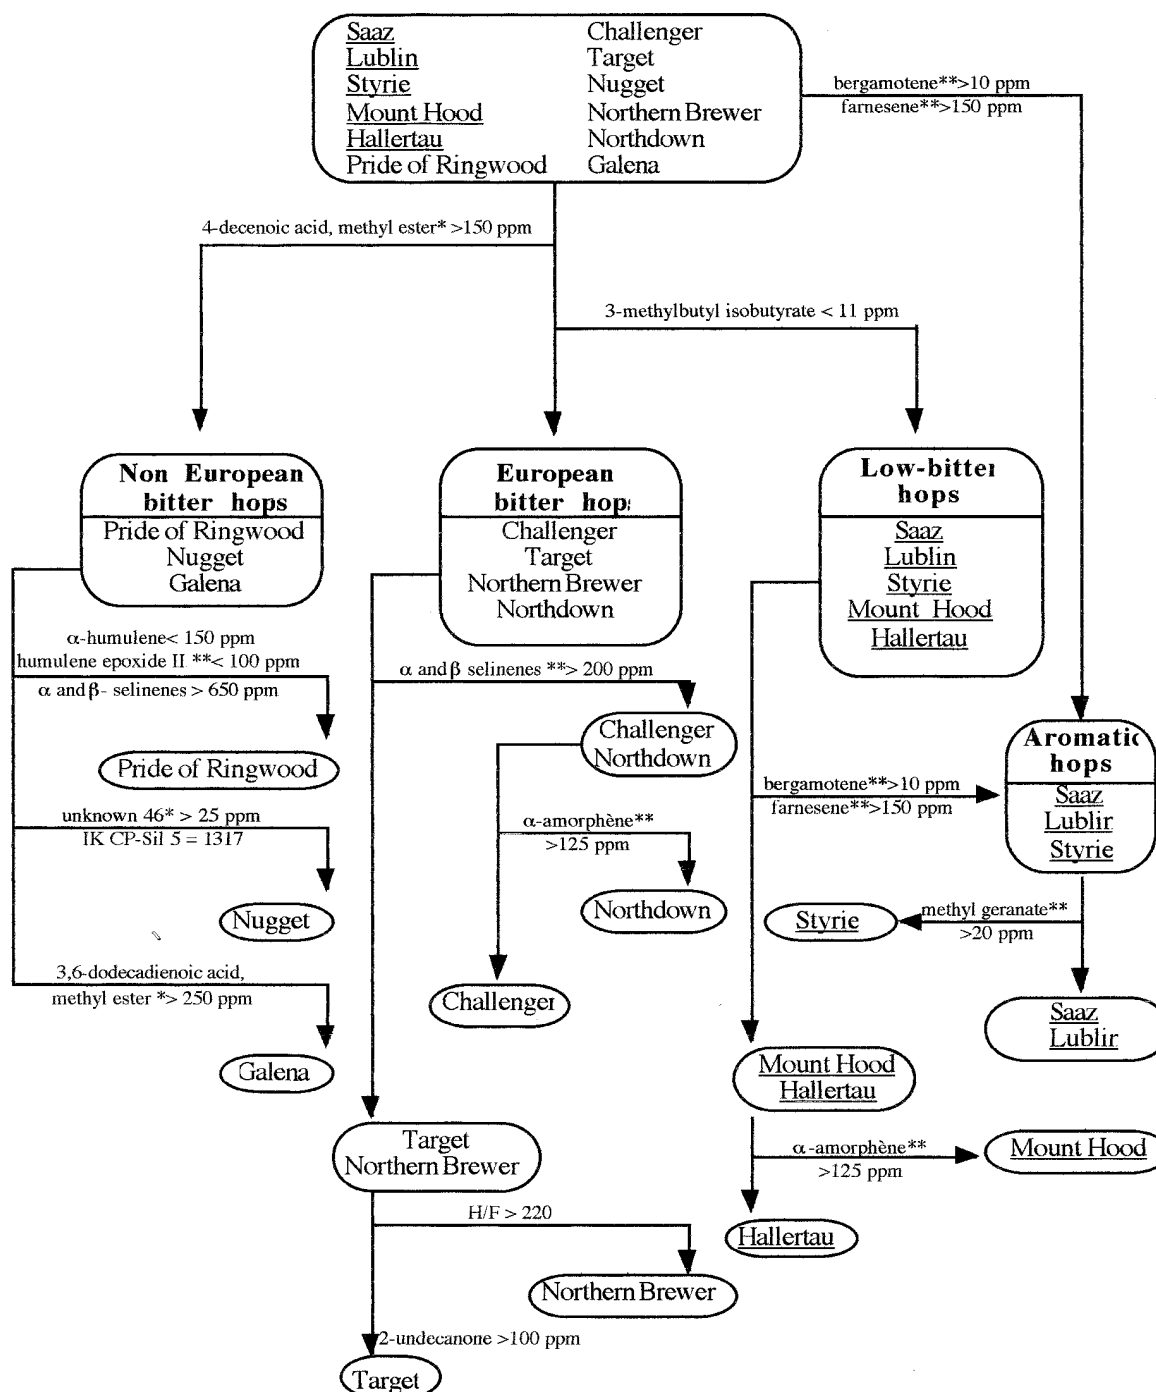 Saaz Challenger
Lublin Target
Styrie Nugget
Mount Hood Northern Brewer
Hallertau Northdown
Pride of Ringwood Galena
bergamotene**>10 ppm
farnesene**>150 ppm
4-decenoic acid, methyl ester* >150 ppm
3-methylbutyl isobutyrate < 11 ppm
Non European
bitter hops
Pride of Ringwood
Nugget
Galena
European
bitter hops
Challenger
Target
Northern Brewer
Northdown
Low-bitter
hops
Saaz
Lublin
Styrie
Mount Hood
Hallertau
α-humulene< 150 ppm
humulene epoxide II **< 100 ppm
α and β- selinenes > 650 ppm
Pride of Ringwood
unknown 46* > 25 ppm
IK CP-Sil 5 = 1317
Nugget
3,6-dodecadienoic acid,
methyl ester *> 250 ppm
Galena
α and β selinenes **> 200 ppm
Challenger
Northdown
α-amorphène**
>125 ppm
Northdown
Challenger
Target
Northern Brewer
H/F > 220
Northern Brewer
2-undecanone >100 ppm
Target
bergamotene**>10 ppm
farnesene**>150 ppm
Aromatic
hops
Saaz
Lublin
Styrie
methyl geranate**
>20 ppm
Styrie
Saaz
Lublin
Mount Hood
Hallertau
α-amorphène**
>125 ppm
Mount Hood
Hallertau